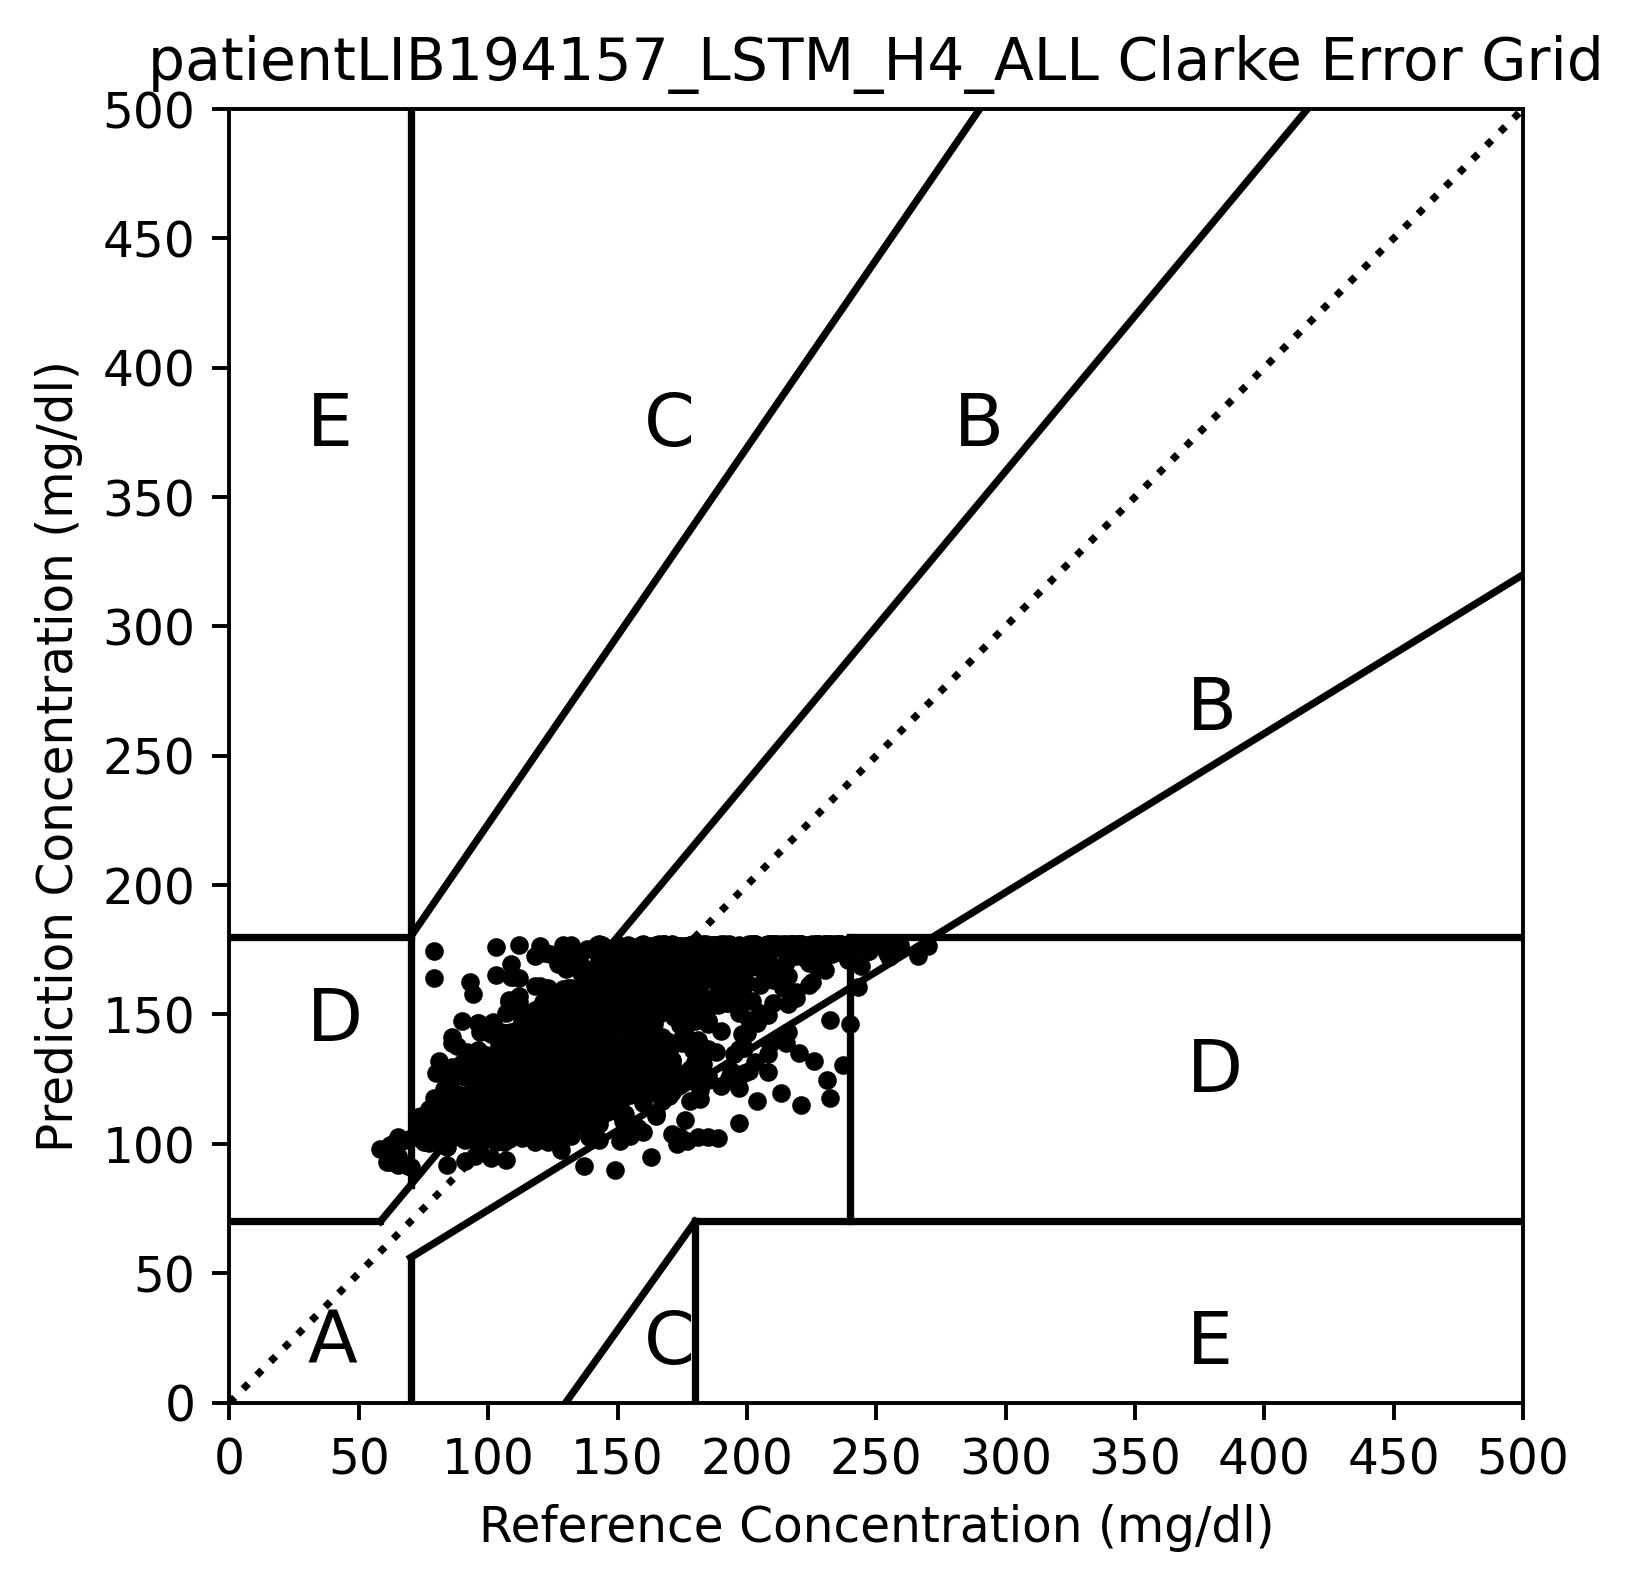 patientLIB194157_LSTM_H4_ALL Clarke Error Grid
500
450
400
350
300
250
200
150
100
50
0
Prediction Concentration (mg/dl)
E
C
B
B
D
D
A
C
E
0 50 100 150 200 250 300 350 400 450 500
Reference Concentration (mg/dl)